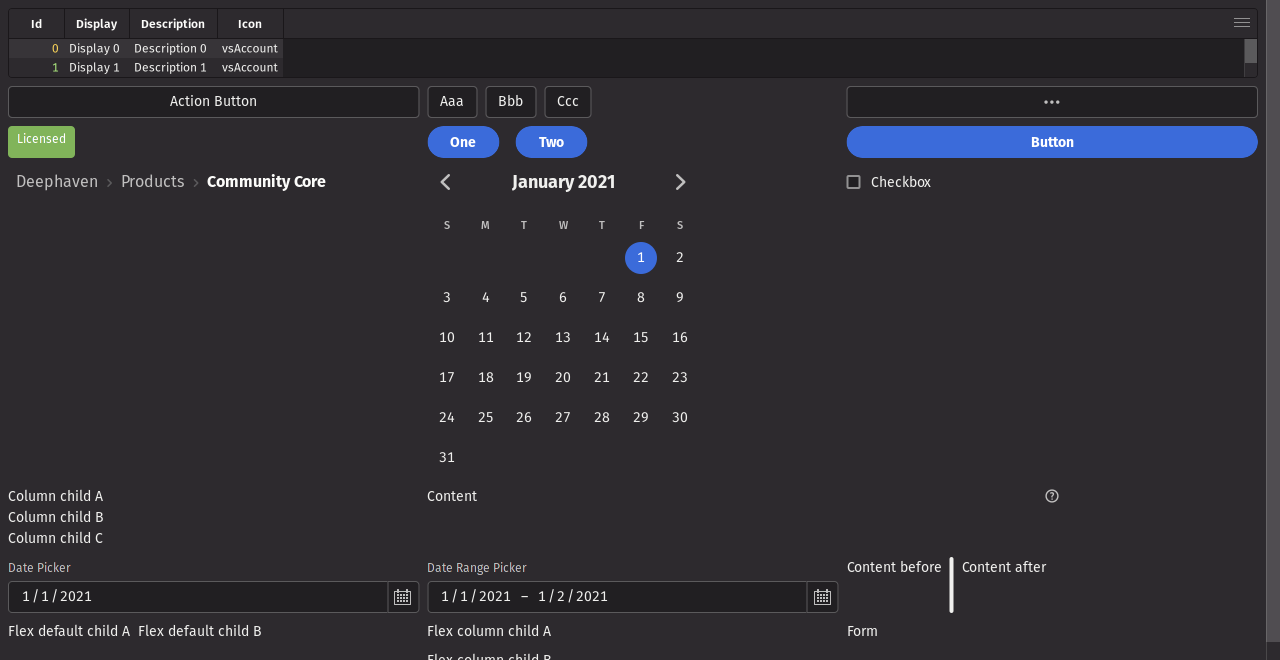 Id Display Description Icon
0 Display 0 Description 0 vsAccount
1 Display 1 Description 1 vsAccount
Action Button Aaa Bbb Ccc
Licensed One Two Button
Deephaven Products Community Core January 2021 Checkbox
S M T W T F S
1 2
3 4 5 6 7 8 9
10 11 12 13 14 15 16
17 18 19 20 21 22 23
24 25 26 27 28 29 30
31
Column child A Content
Column child B
Column child C
Date Picker Date Range Picker Content before Content after
1 / 1 / 2021 1 / 1 / 2021 – 1 / 2 / 2021
Flex default child A Flex default child B Flex column child A Form
Flex column child B